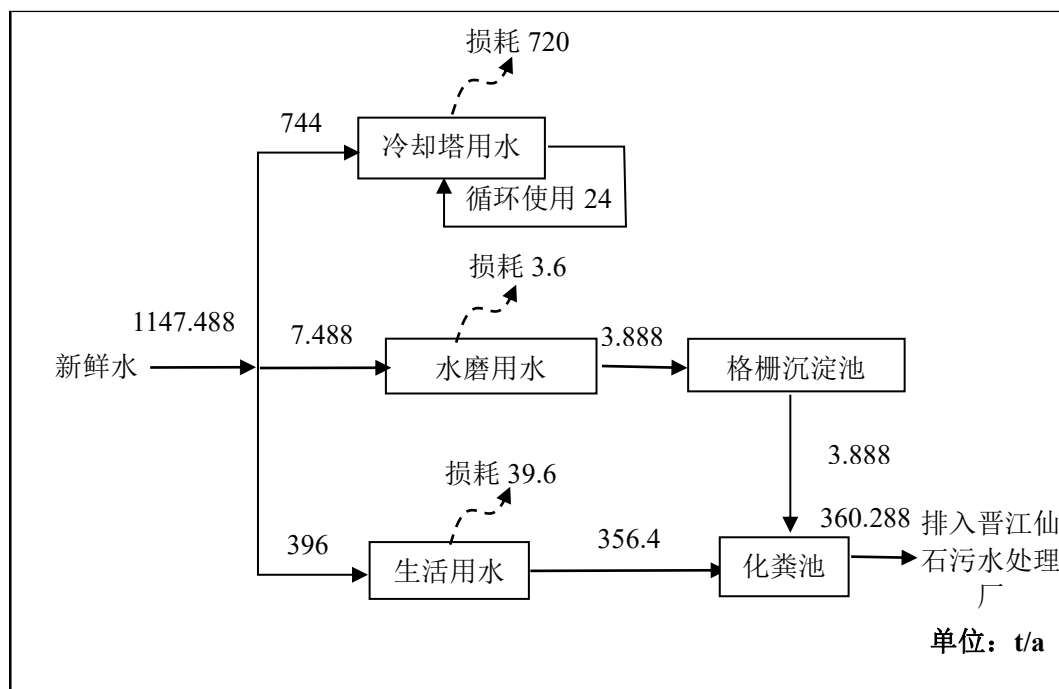 损耗 720
744
冷却塔用水
循环使用 24
损耗 3.6
1147.488
7.488
3.888
新鲜水
水磨用水
格栅沉淀池
3.888
损耗 39.6
396
356.4
360.288
生活用水
化粪池
排入晋江仙
石污水处理
厂
单位：t/a